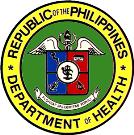 REPUBLIC OF THE PHILIPPINES
DEPARTMENT OF HEALTH